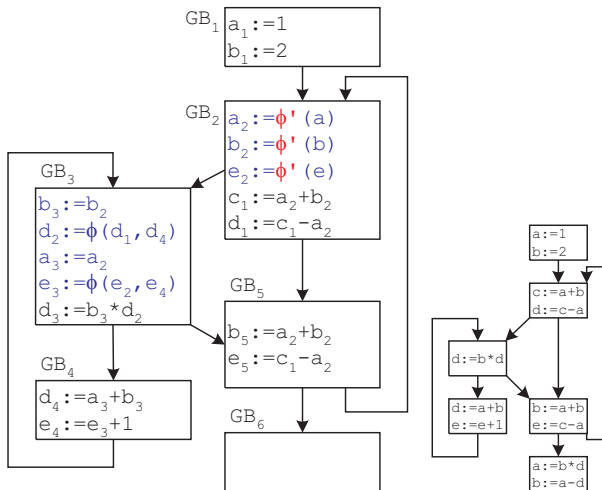 GB₁
a₁:=1
b₁:=2
GB₂
a₂:=ϕ'(a)
b₂:=ϕ'(b)
e₂:=ϕ'(e)
c₁:=a₂+b₂
d₁:=c₁-a₂
GB₃
b₃:=b₂
d₂:=ϕ(d₁,d₄)
a₃:=a₂
e₃:=ϕ(e₂,e₄)
d₃:=b₃*d₂
GB₅
b₅:=a₂+b₂
e₅:=c₁-a₂
GB₄
d₄:=a₃+b₃
e₄:=e₃+1
GB₆
a:=1
b:=2
c:=a+b
d:=c-a
d:=b*d
d:=a+b
e:=e+1
b:=a+b
e:=c-a
a:=b*d
b:=a-d